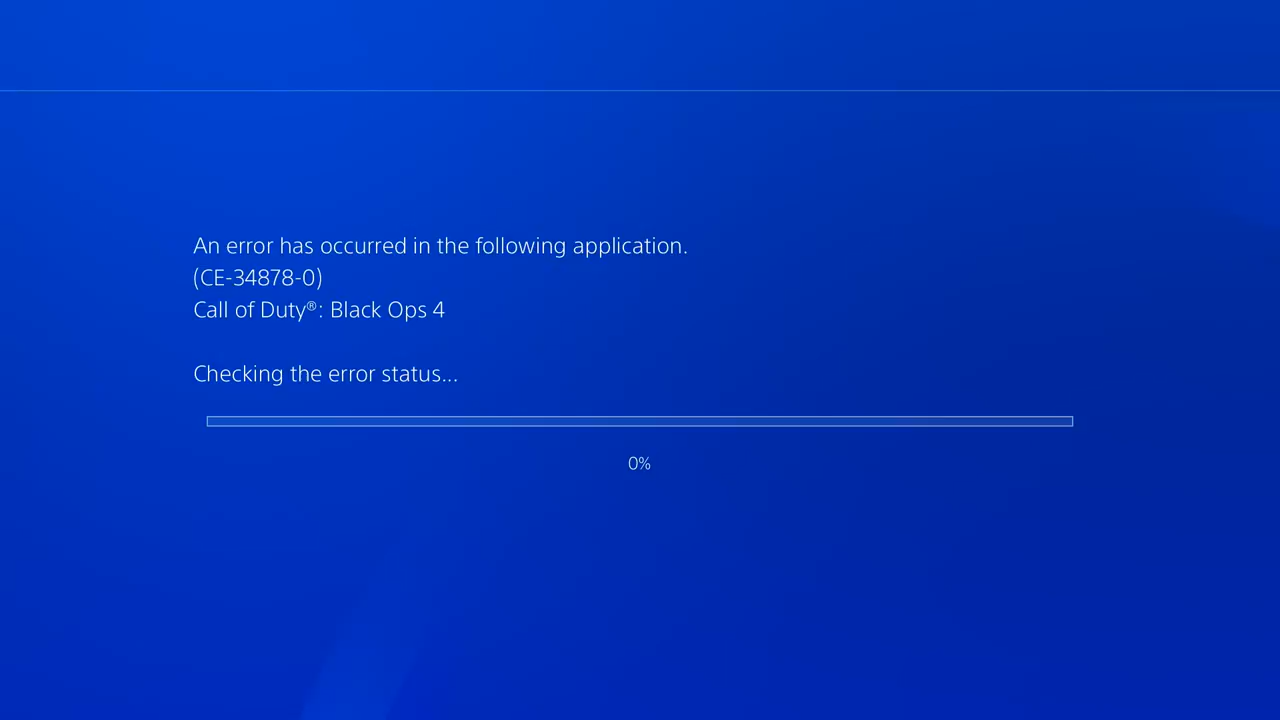 An error has occurred in the following application.
(CE-34878-0)
Call of Duty®: Black Ops 4
Checking the error status...
0%